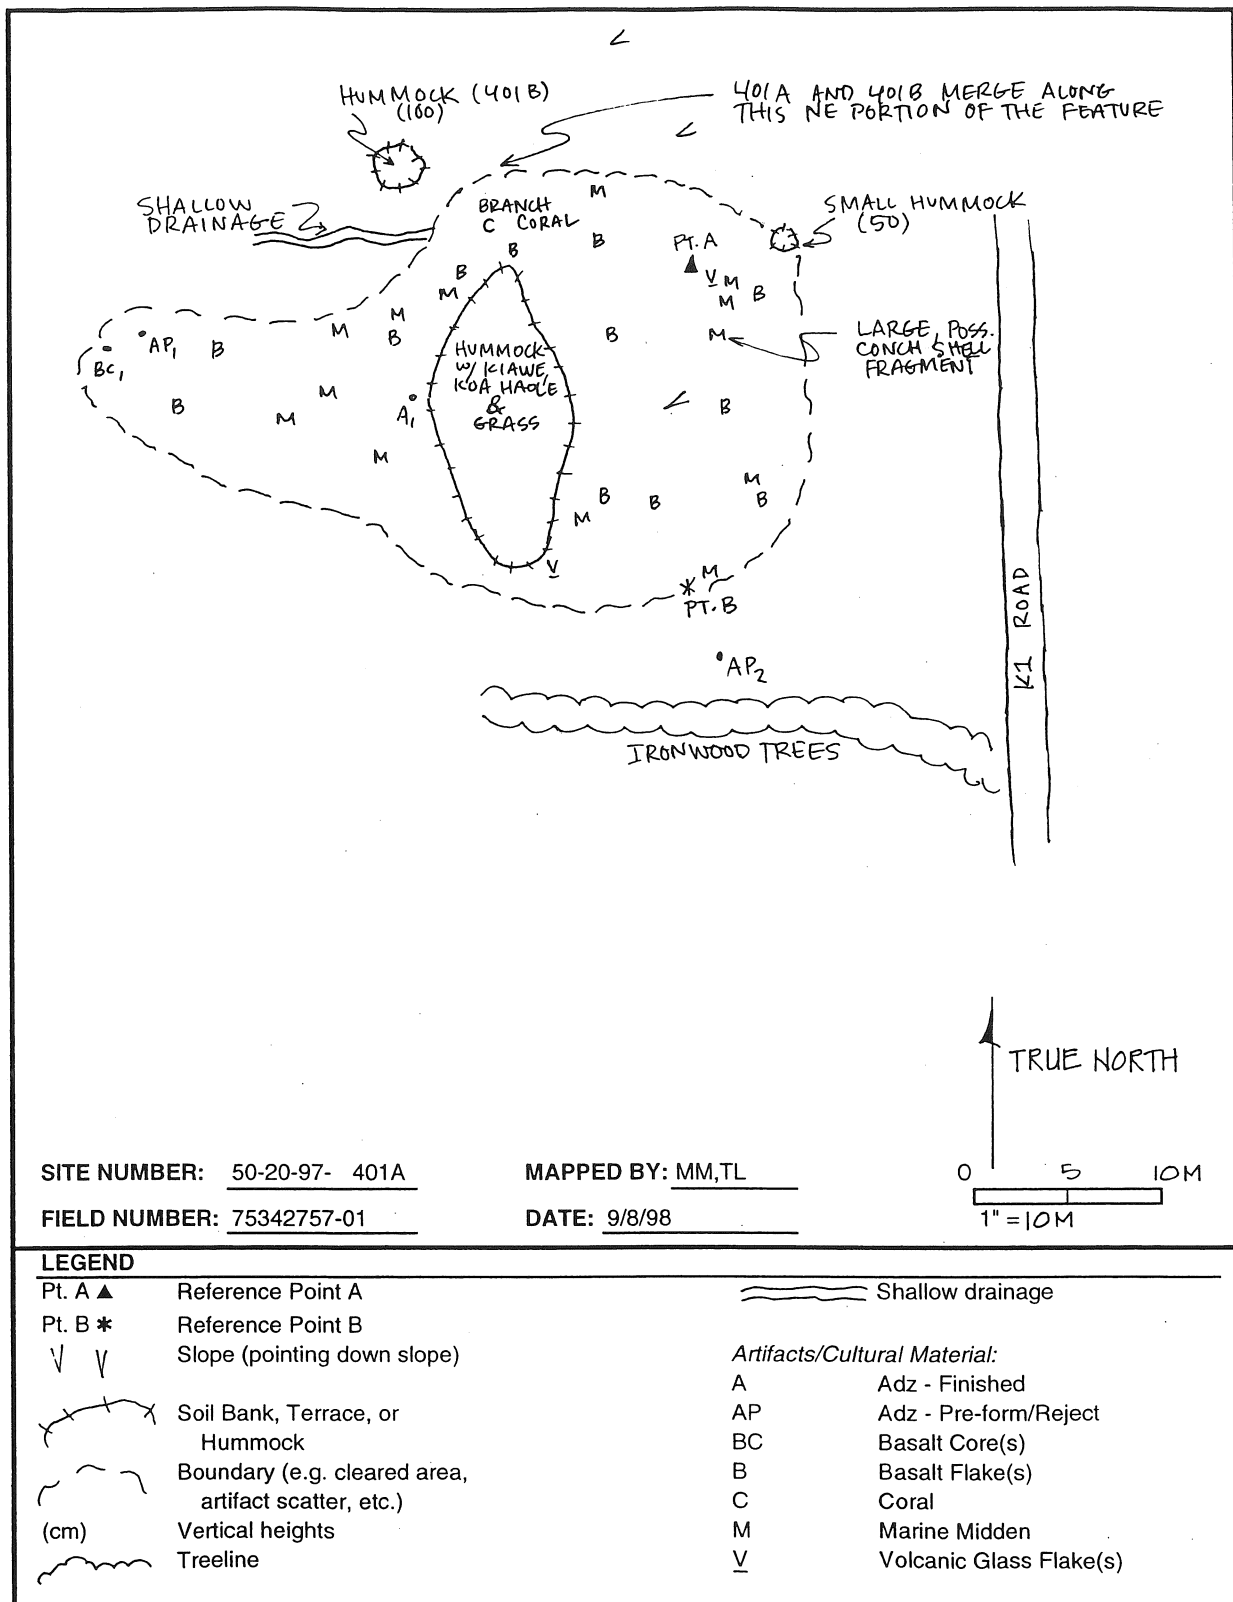 HUMMOCK (401B)
(100)
401A AND 401B MERGE ALONG
THIS NE PORTION OF THE FEATURE
SHALLOW
DRAINAGE
BRANCH
C CORAL
M
SMALL HUMMOCK
(50)
B
B
PT. A
B
M
V
M
M
B
M
M
B
AP1
B
BC1
HUMMOCK
W/ KIAWE,
KOA HAOLE
&
GRASS
B
M
LARGE, POSS.
CONCH SHELL
FRAGMENT
M
M
B
A1
B
M
B
B
M
M
B
V
M
PT. B
AP2
IRONWOOD TREES
K1 ROAD
TRUE NORTH
0 5 10M
1" = 10M
SITE NUMBER: 50-20-97- 401A
MAPPED BY: MM,TL
FIELD NUMBER: 75342757-01
DATE: 9/8/98
LEGEND
Pt. A ▲ Reference Point A
Pt. B * Reference Point B
Slope (pointing down slope)
Soil Bank, Terrace, or
Hummock
Boundary (e.g. cleared area,
artifact scatter, etc.)
(cm) Vertical heights
Treeline
Shallow drainage
Artifacts/Cultural Material:
A Adz - Finished
AP Adz - Pre-form/Reject
BC Basalt Core(s)
B Basalt Flake(s)
C Coral
M Marine Midden
V Volcanic Glass Flake(s)